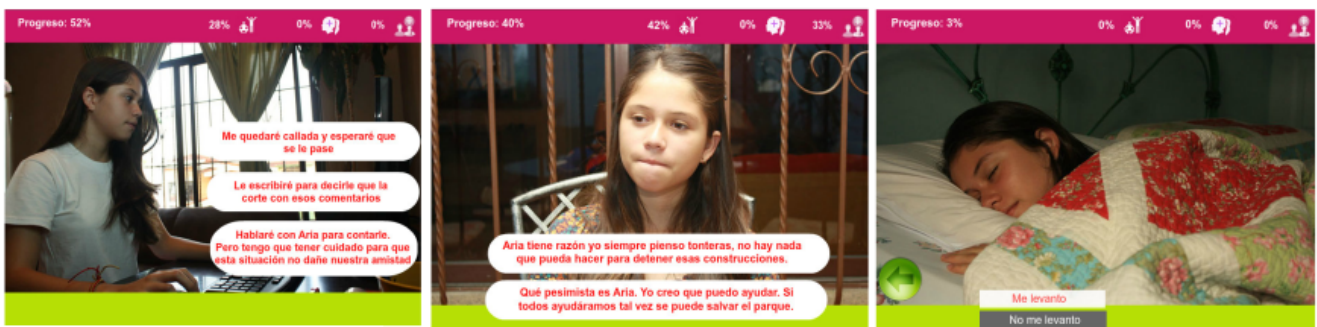 Progreso: 52%
28%
0%
0%
Me quedaré callada y esperaré que
se le pase
Le escribiré para decirle que la
corte con esos comentarios
Hablaré con Aria para contarle.
Pero tengo que tener cuidado para que
esta situación no dañe nuestra amistad
Progreso: 40%
42%
0%
33%
Aria tiene razón yo siempre pienso tonteras, no hay nada
que pueda hacer para detener esas construcciones.
Qué pesimista es Aria. Yo creo que puedo ayudar. Si
todos ayudáramos tal vez se puede salvar el parque.
Progreso: 3%
0%
0%
0%
Me levanto
No me levanto